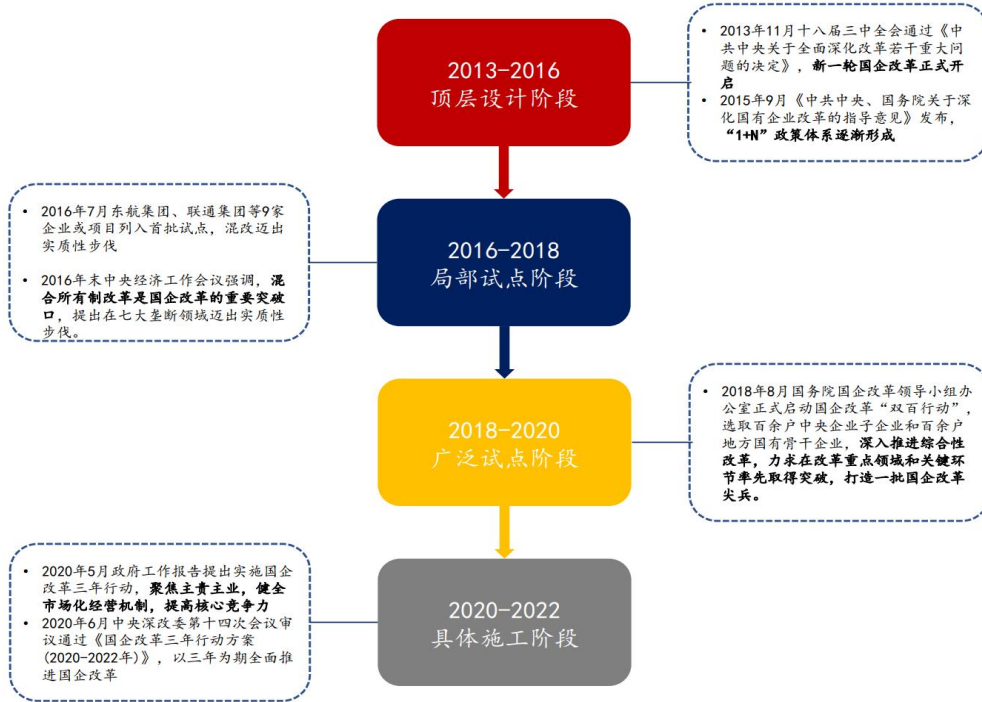 2013-2016
顶层设计阶段
• 2013年11月十八届三中全会通过《中
共中央关于全面深化改革若干重大问
题的决定》，新一轮国企改革正式开
启
• 2015年9月《中共中央、国务院关于深
化国有企业改革的指导意见》发布，
“1+N”政策体系逐渐形成
• 2016年7月东航集团、联通集团等9家
企业或项目列入首批试点，混改迈出
实质性步伐
• 2016年末中央经济工作会议强调，混
合所有制改革是国企改革的重要突破
口，提出在七大垄断领域迈出实质性
步伐。
2016-2018
局部试点阶段
2018-2020
广泛试点阶段
• 2018年8月国务院国企改革领导小组办
公室正式启动国企改革“双百行动”，
选取百余户中央企业子企业和百余户
地方国有骨干企业，深入推进综合性
改革，力求在改革重点领域和关键环
节率先取得突破，打造一批国企改革
尖兵。
• 2020年5月政府工作报告提出实施国企
改革三年行动，聚焦主责主业，健全
市场化经营机制，提高核心竞争力
• 2020年6月中央深改委第十四次会议审
议通过《国企改革三年行动方案
(2020-2022年)》，以三年为期全面推
进国企改革
2020-2022
具体施工阶段